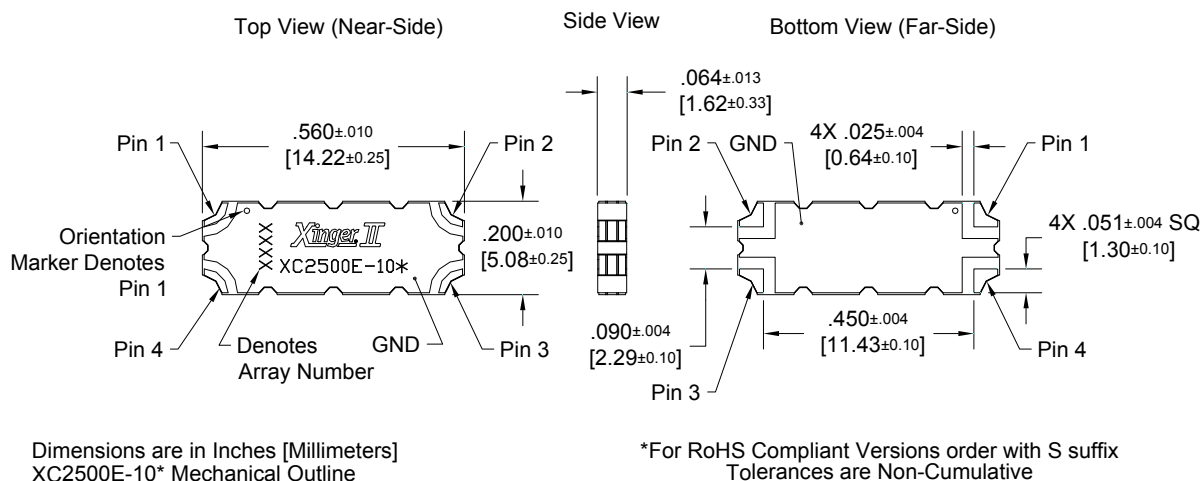 Top View (Near-Side)
Side View
Bottom View (Far-Side)
.064±.013
[1.62±0.33]
Pin 1
.560±.010
[14.22±0.25]
Pin 2
Pin 2
GND
4X .025±.004
[0.64±0.10]
Pin 1
Orientation
Marker Denotes
Pin 1
XXXX
Xinger II
XC2500E-10*
.200±.010
[5.08±0.25]
4X .051±.004 SQ
[1.30±0.10]
Pin 4
Denotes
Array Number
GND
Pin 3
.090±.004
[2.29±0.10]
.450±.004
[11.43±0.10]
Pin 4
Pin 3
Dimensions are in Inches [Millimeters]
XC2500E-10* Mechanical Outline
*For RoHS Compliant Versions order with S suffix
Tolerances are Non-Cumulative